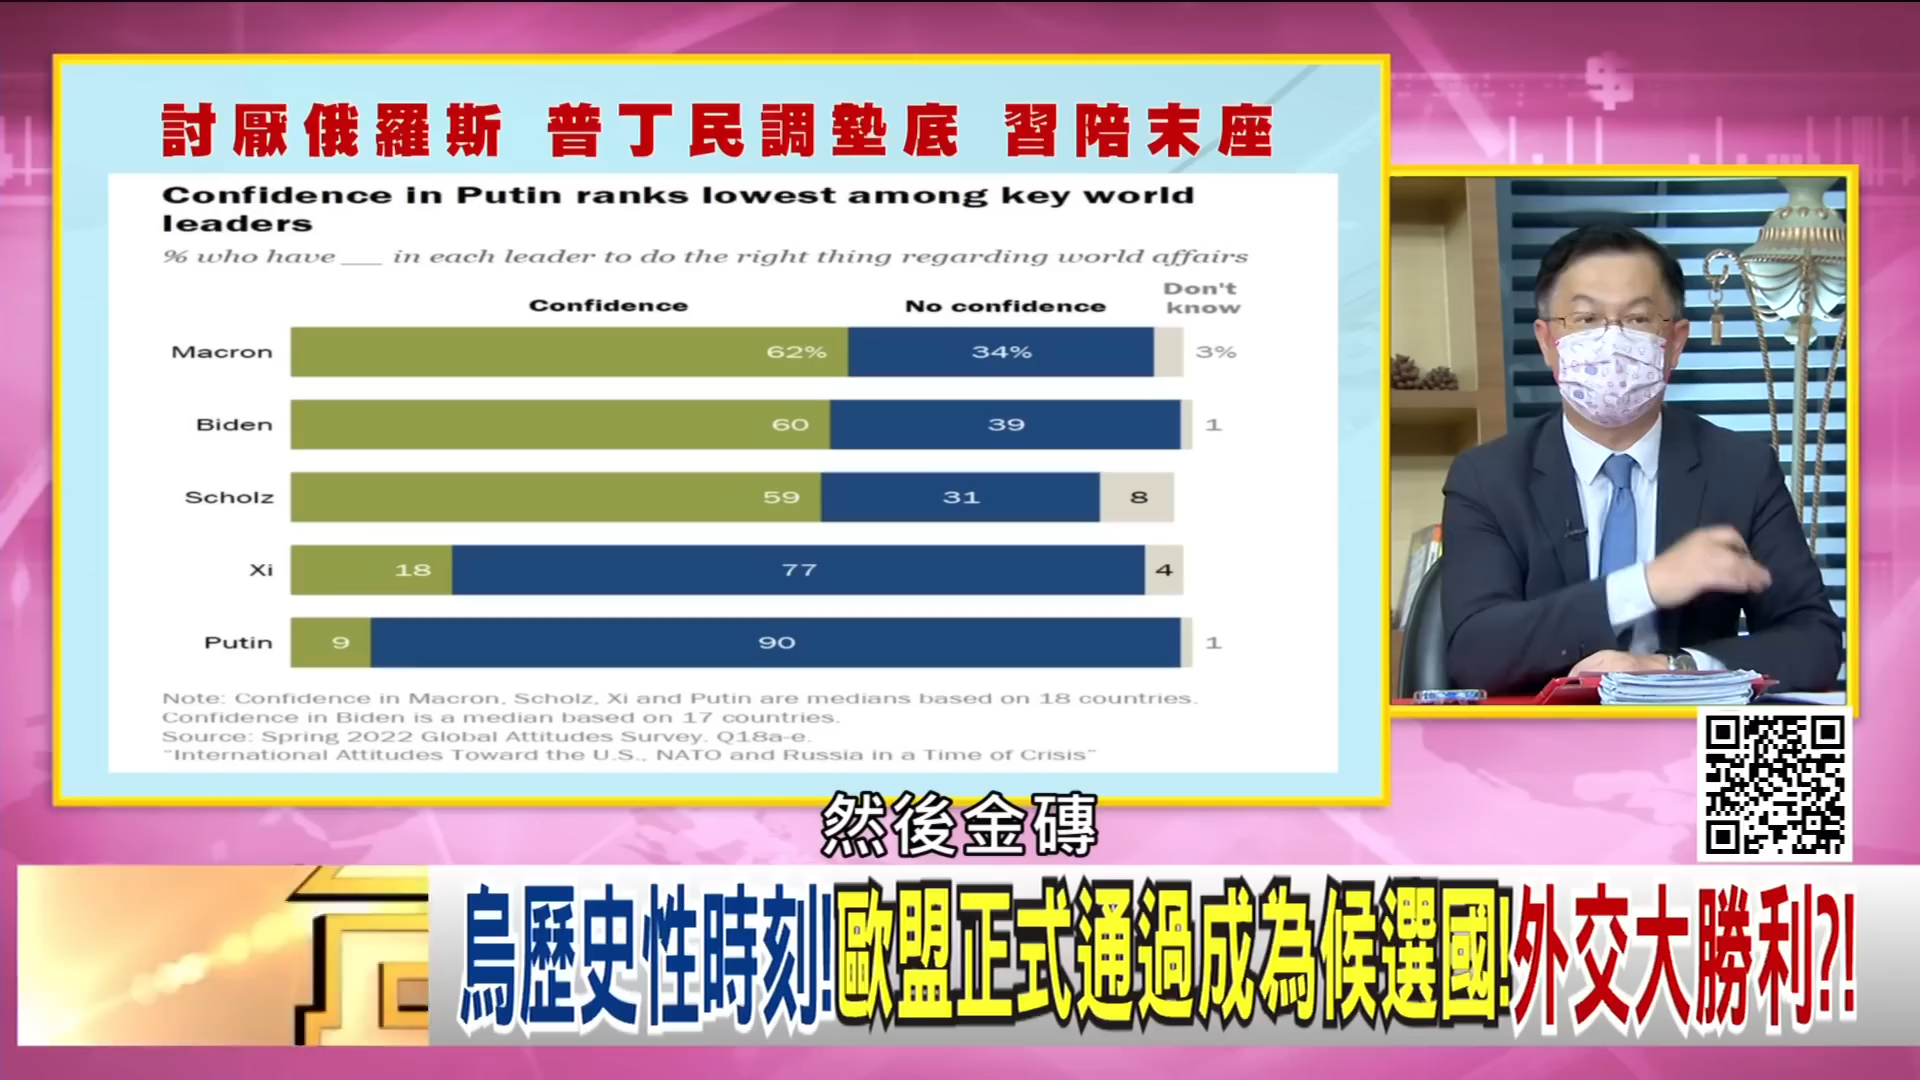 討厭俄羅斯 普丁民調墊底 習陪末座
Confidence in Putin ranks lowest among key world
leaders
% who have ___ in each leader to do the right thing regarding world affairs
Confidence No confidence Don't know
Macron 62% 34% 3%
Biden 60 39 1
Scholz 59 31 8
Xi 18 77 4
Putin 9 90 1
Note: Confidence in Macron, Scholz, Xi and Putin are medians based on 18 countries.
Confidence in Biden is a median based on 17 countries.
Source: Spring 2022 Global Attitudes Survey. Q18a-e.
"International Attitudes Toward the U.S., NATO and Russia in a Time of Crisis"
然後金磚
烏歷史性時刻!歐盟正式通過成為候選國!外交大勝利?!